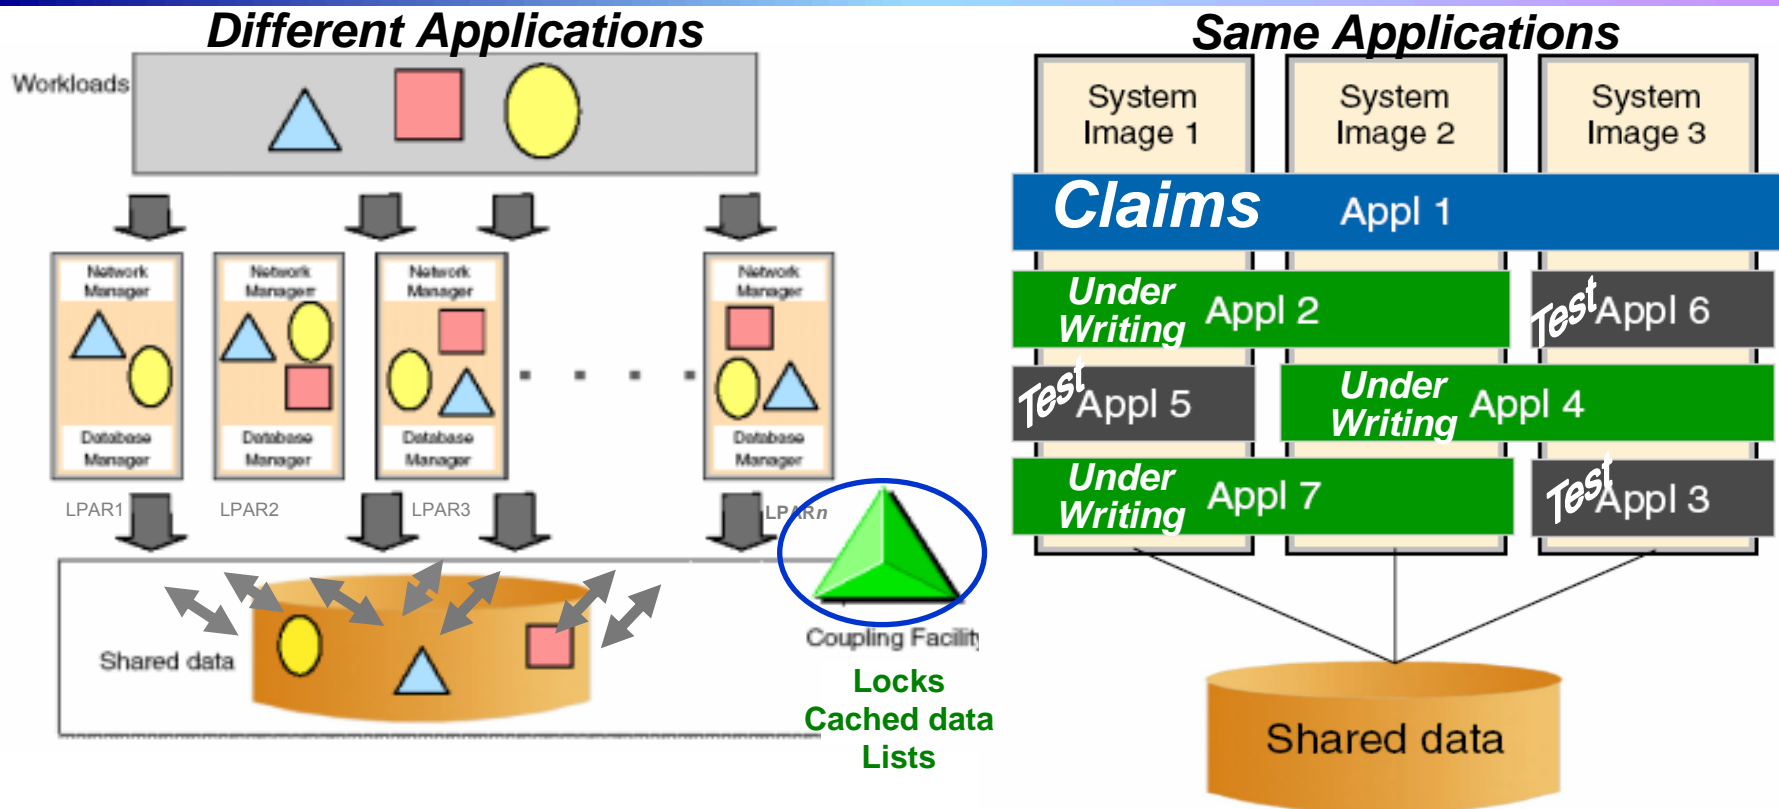 Different Applications
Workloads
Network
Manager
Network
Manager
Network
Manager
Network
Manager
Database
Manager
Database
Manager
Database
Manager
Database
Manager
LPAR1
LPAR2
LPAR3
LPARn
Shared data
Coupling Facility
Locks
Cached data
Lists
Same Applications
System
Image 1
System
Image 2
System
Image 3
Claims Appl 1
Under
Writing Appl 2
Test Appl 6
Test Appl 5
Under
Writing Appl 4
Under
Writing Appl 7
Test Appl 3
Shared data